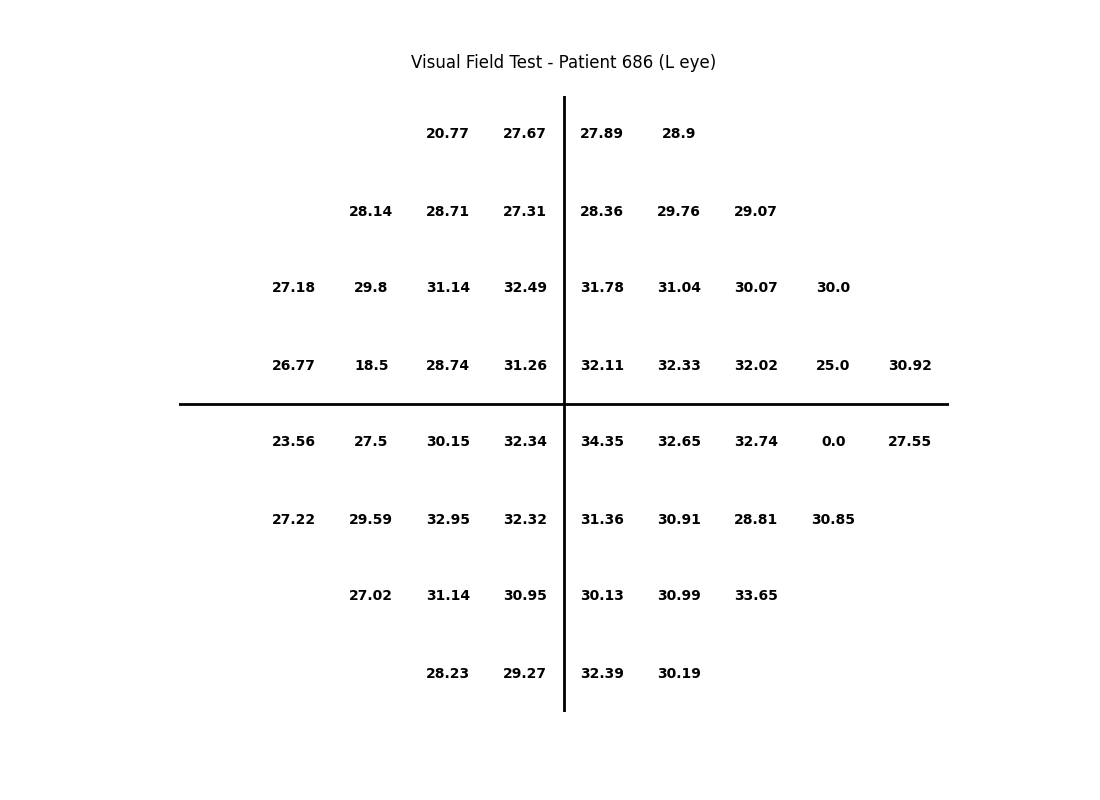 Visual Field Test - Patient 686 (L eye)
20.77 27.67 27.89 28.9
28.14 28.71 27.31 28.36 29.76 29.07
27.18 29.8 31.14 32.49 31.78 31.04 30.07 30.0
26.77 18.5 28.74 31.26 32.11 32.33 32.02 25.0 30.92
23.56 27.5 30.15 32.34 34.35 32.65 32.74 0.0 27.55
27.22 29.59 32.95 32.32 31.36 30.91 28.81 30.85
27.02 31.14 30.95 30.13 30.99 33.65
28.23 29.27 32.39 30.19